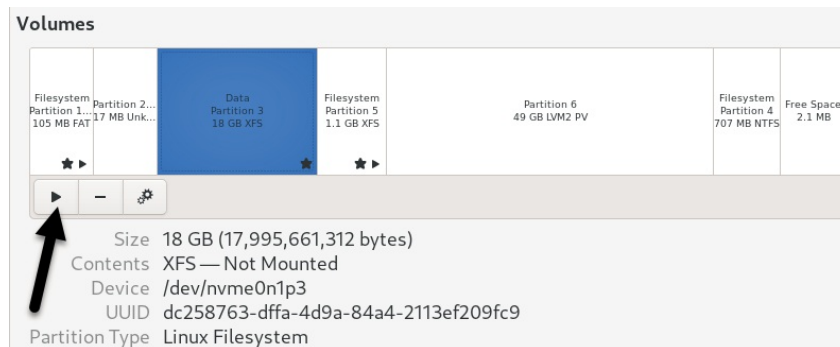 Volumes
Filesystem
Partition 1...
105 MB FAT
Partition 2...
17 MB Unk...
Data
Partition 3
18 GB XFS
Filesystem
Partition 5
1.1 GB XFS
Partition 6
49 GB LVM2 PV
Filesystem
Partition 4
707 MB NTFS
Free Space
2.1 MB
Size 18 GB (17,995,661,312 bytes)
Contents XFS — Not Mounted
Device /dev/nvme0n1p3
UUID dc258763-dffa-4d9a-84a4-2113ef209fc9
Partition Type Linux Filesystem